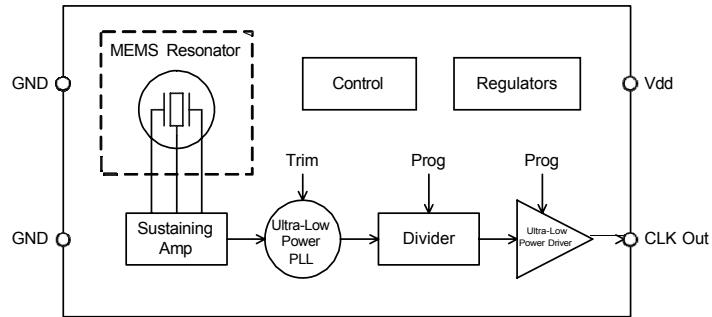 MEMS Resonator
GND
Control
Regulators
Vdd
Trim
Prog
Prog
GND
Sustaining
Amp
Ultra-Low
Power
PLL
Divider
Ultra-Low
Power Driver
CLK Out